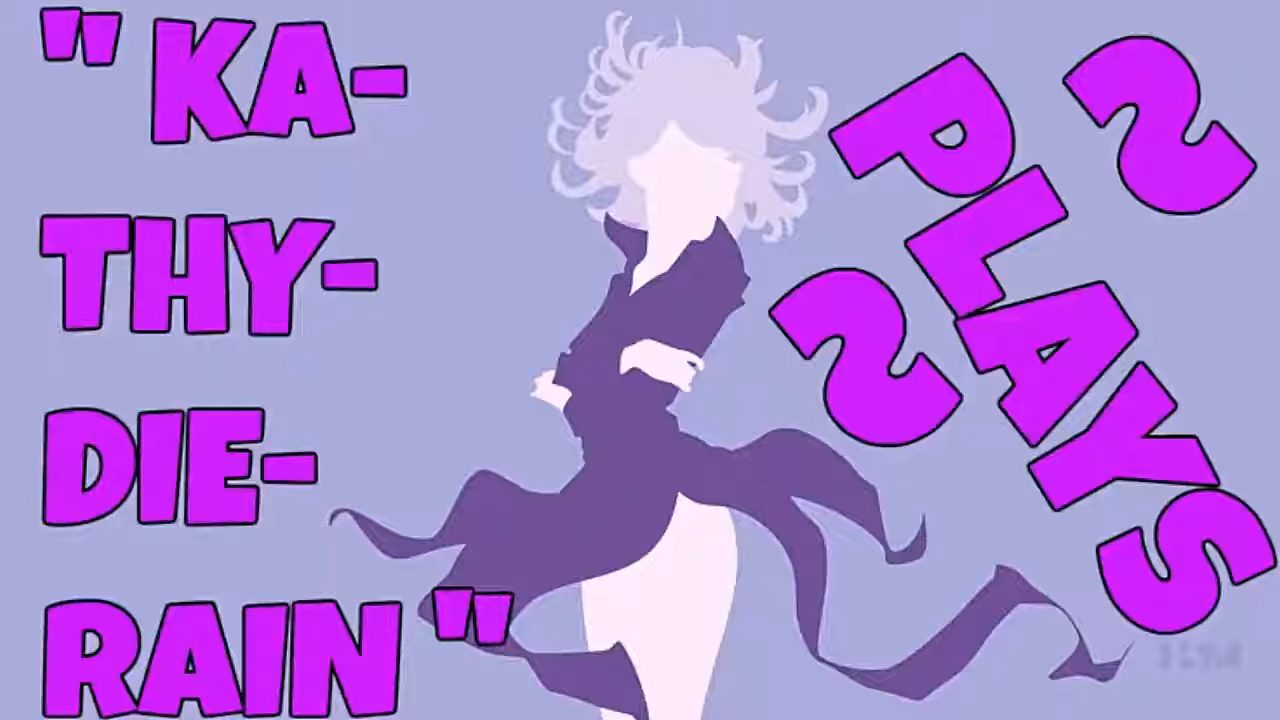 " KA-
THY-
DIE-
RAIN "
S
PLAYS
S